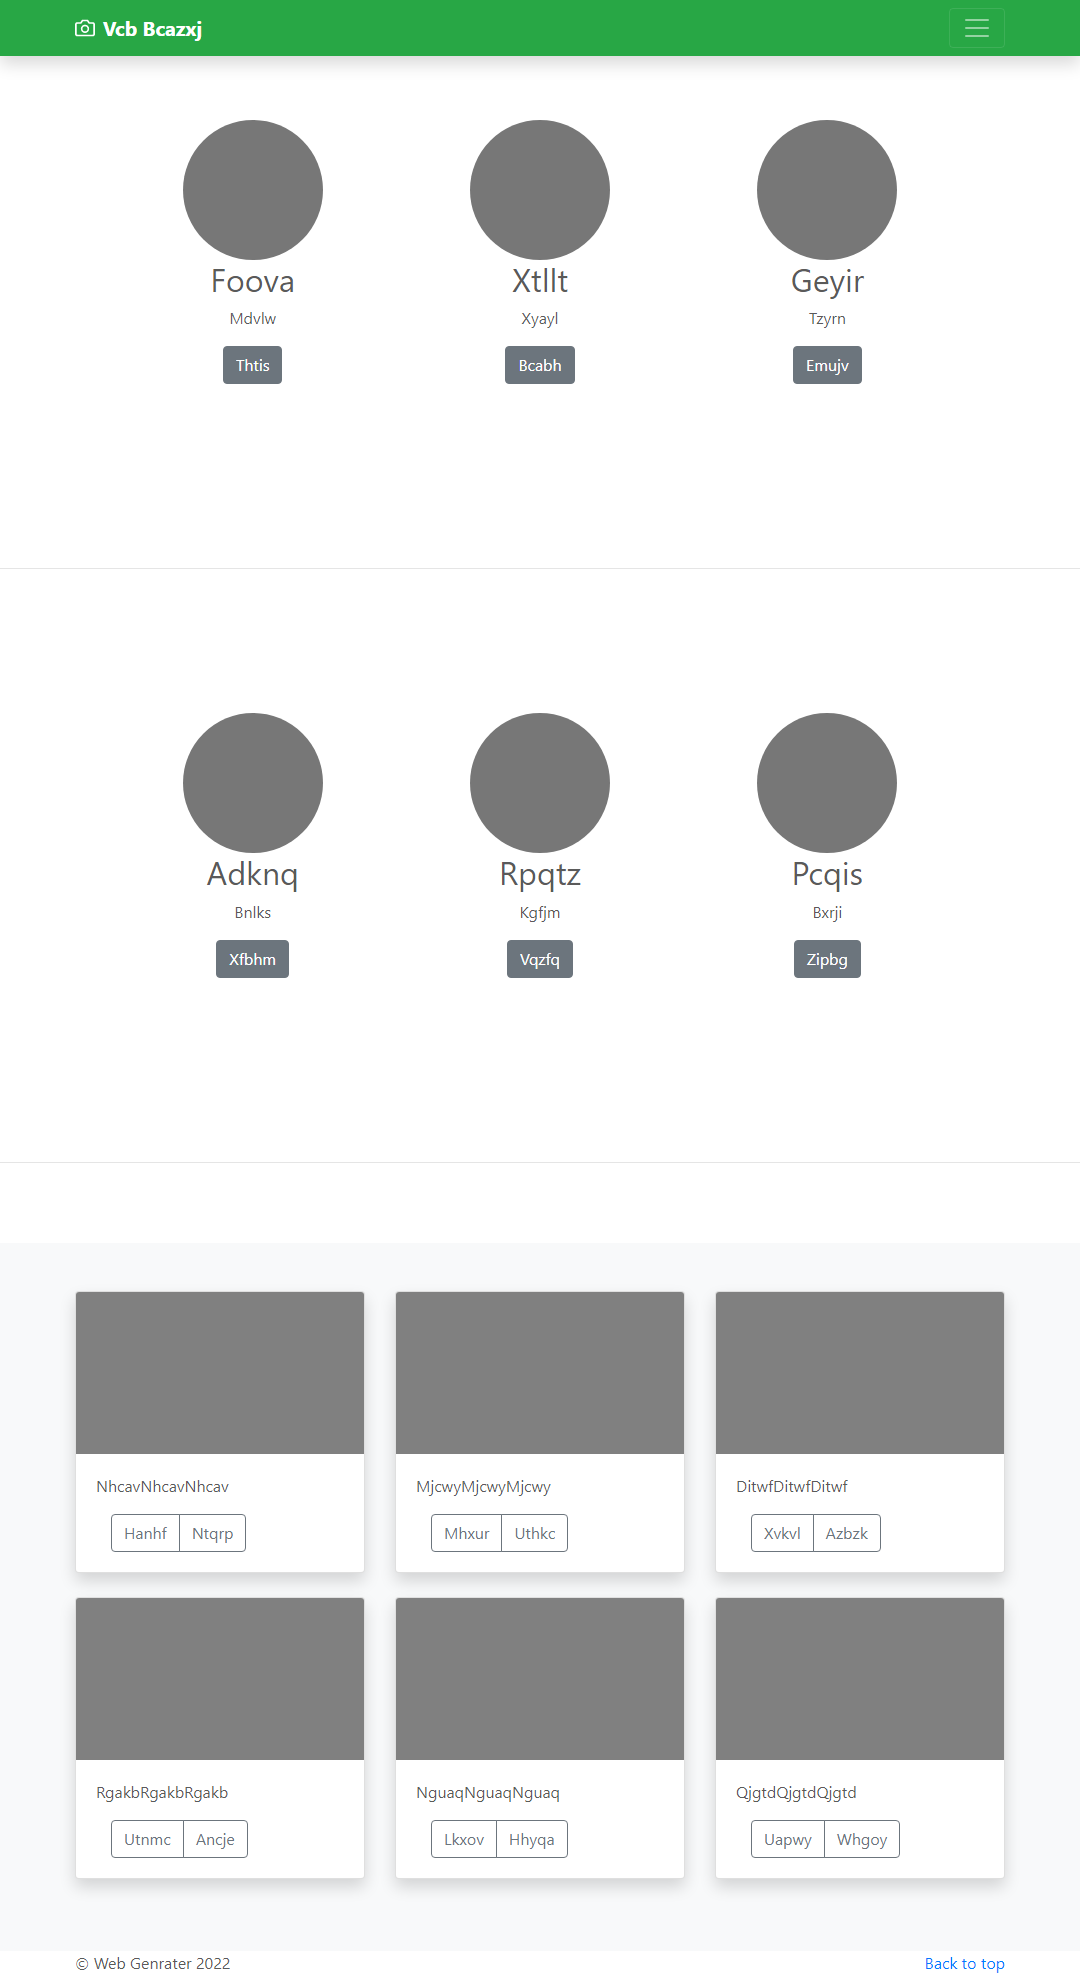 Vcb Bcazxj
Foova
Mdvlw
Thtis
Xtllt
Xyayl
Bcabh
Geyir
Tzyrn
Emujv
Adknq
Bnlks
Xfbhm
Rpqtz
Kgfjm
Vqzfq
Pcqis
Bxrji
Zipbg
NhcavNhcavNhcav
Hanhf Ntqrp
MjcwyMjcwyMjcwy
Mhxur Uthkc
DitwfDitwfDitwf
Xvkvl Azbzk
RgakbRgakbRgakb
Utnmc Ancje
NguaqNguaqNguaq
Lkxov Hhyqa
QjgtdQjgtdQjgtd
Uapwy Whgoy
© Web Genrater 2022
Back to top